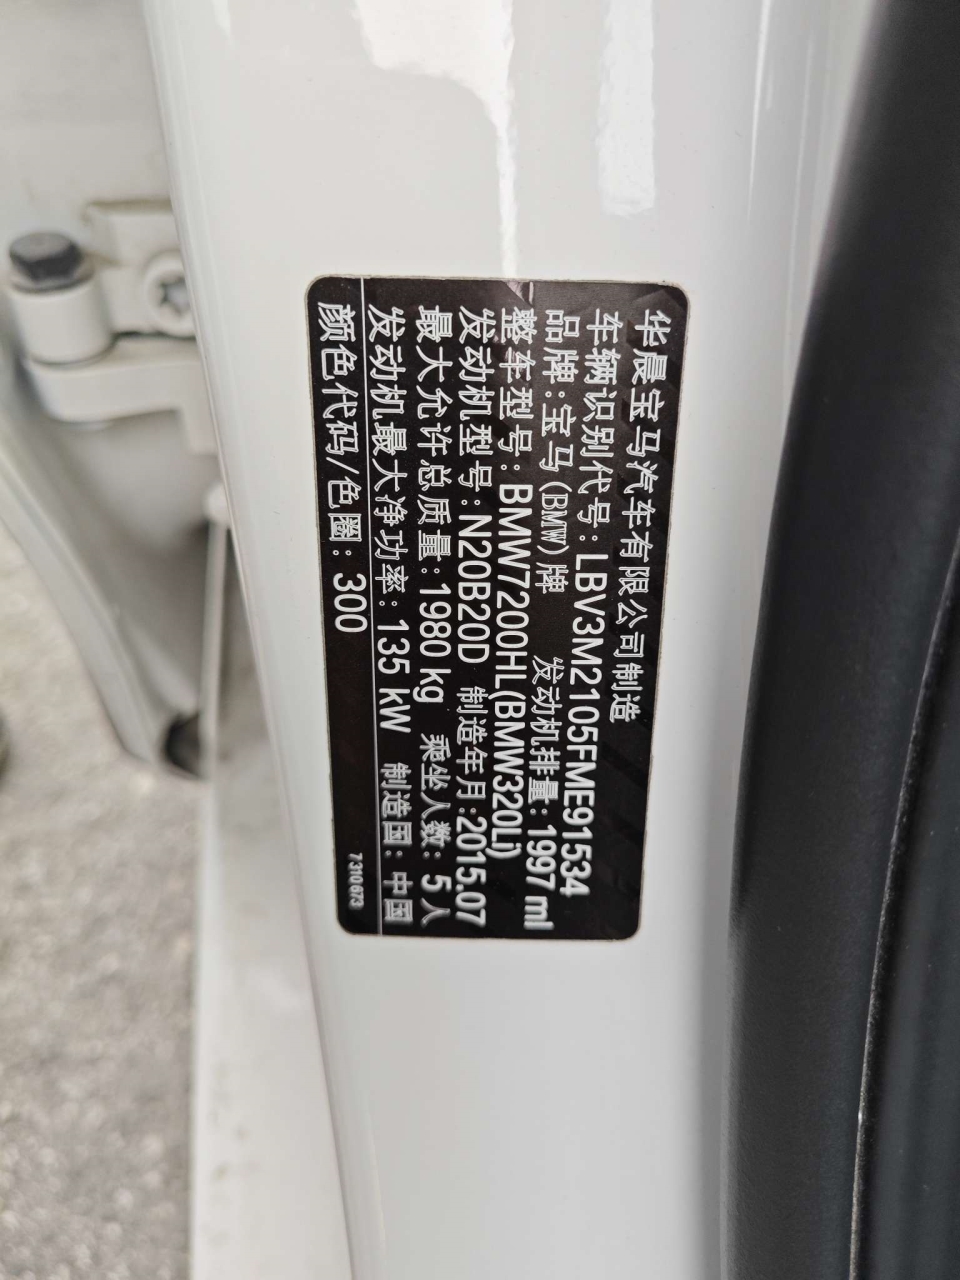 华晨宝马汽车有限公司制造
车辆识别代号：LBV3M2105FME91534
品牌：宝马(BMW)牌 发动机排量：1997 ml
整车型号：BMW7200HL(BMW320Li)
发动机型号：N20B20D 制造年月：2015.07
最大允许总质量：1980 kg 乘坐人数：5人
发动机最大净功率：135 kW 制造国：中国
颜色代码/色圈：300
7310673